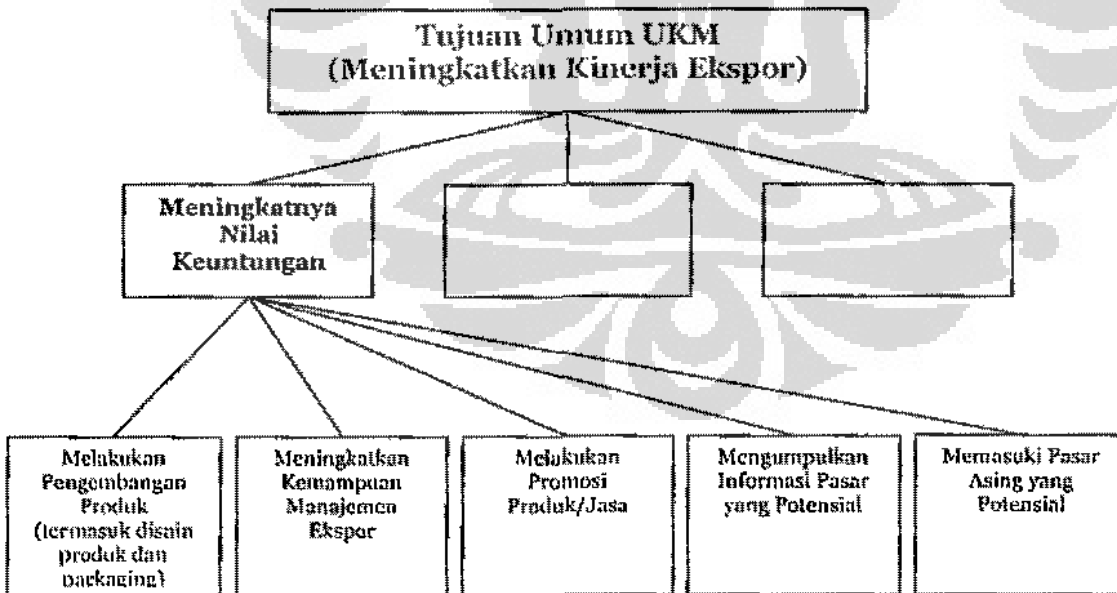 Tujuan Umum UKM
(Meningkatkan Kinerja Ekspor)
Meningkatnya
Nilai
Keuntungan
Melakukan
Pengembangan
Produk
(termasuk disain
produk dan
packaging)
Meningkatkan
Kemampuan
Manajemen
Ekspor
Melakukan
Promosi
Produk/Jasa
Mengumpulkan
Informasi Pasar
yang Potensial
Memasuki Pasar
Asing yang
Potensial